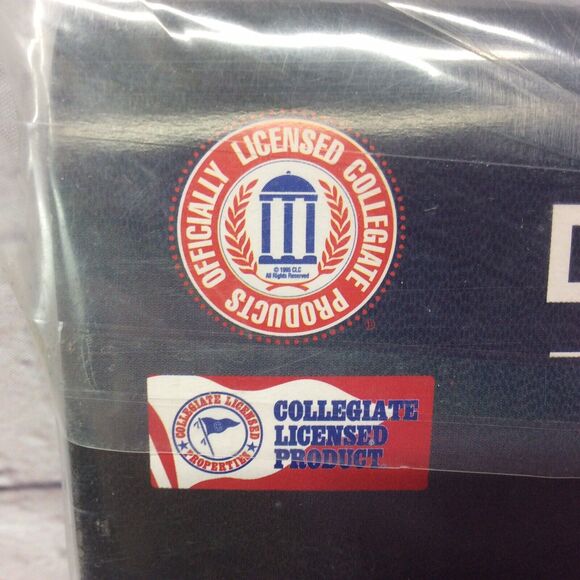 OFFICIALLY LICENSED COLLEGIATE PRODUCTS
© 1995 CLC
All Rights Reserved
COLLEGIATE LICENSED
PROPERTIES
COLLEGIATE
LICENSED
PRODUCT